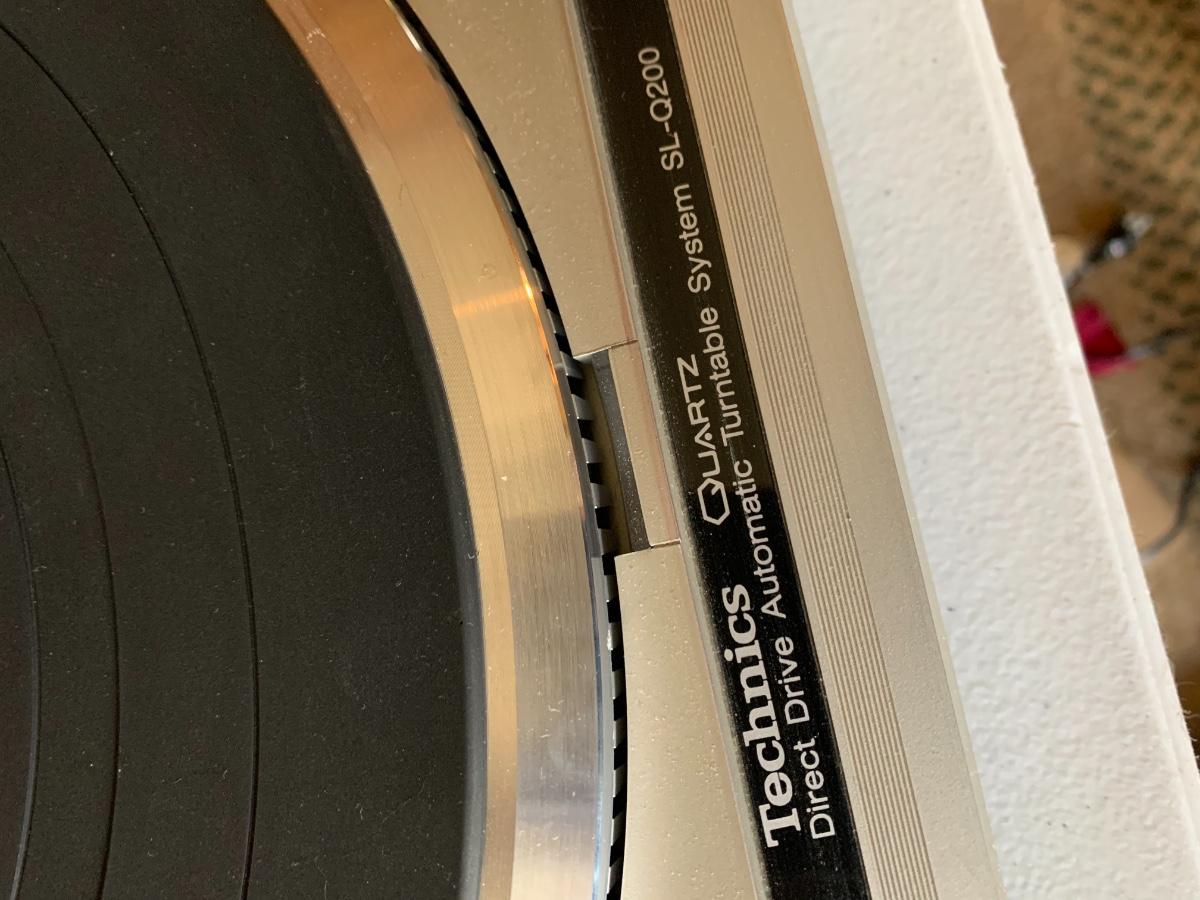 Technics QUARTZ
Direct Drive Automatic Turntable System SL-Q200